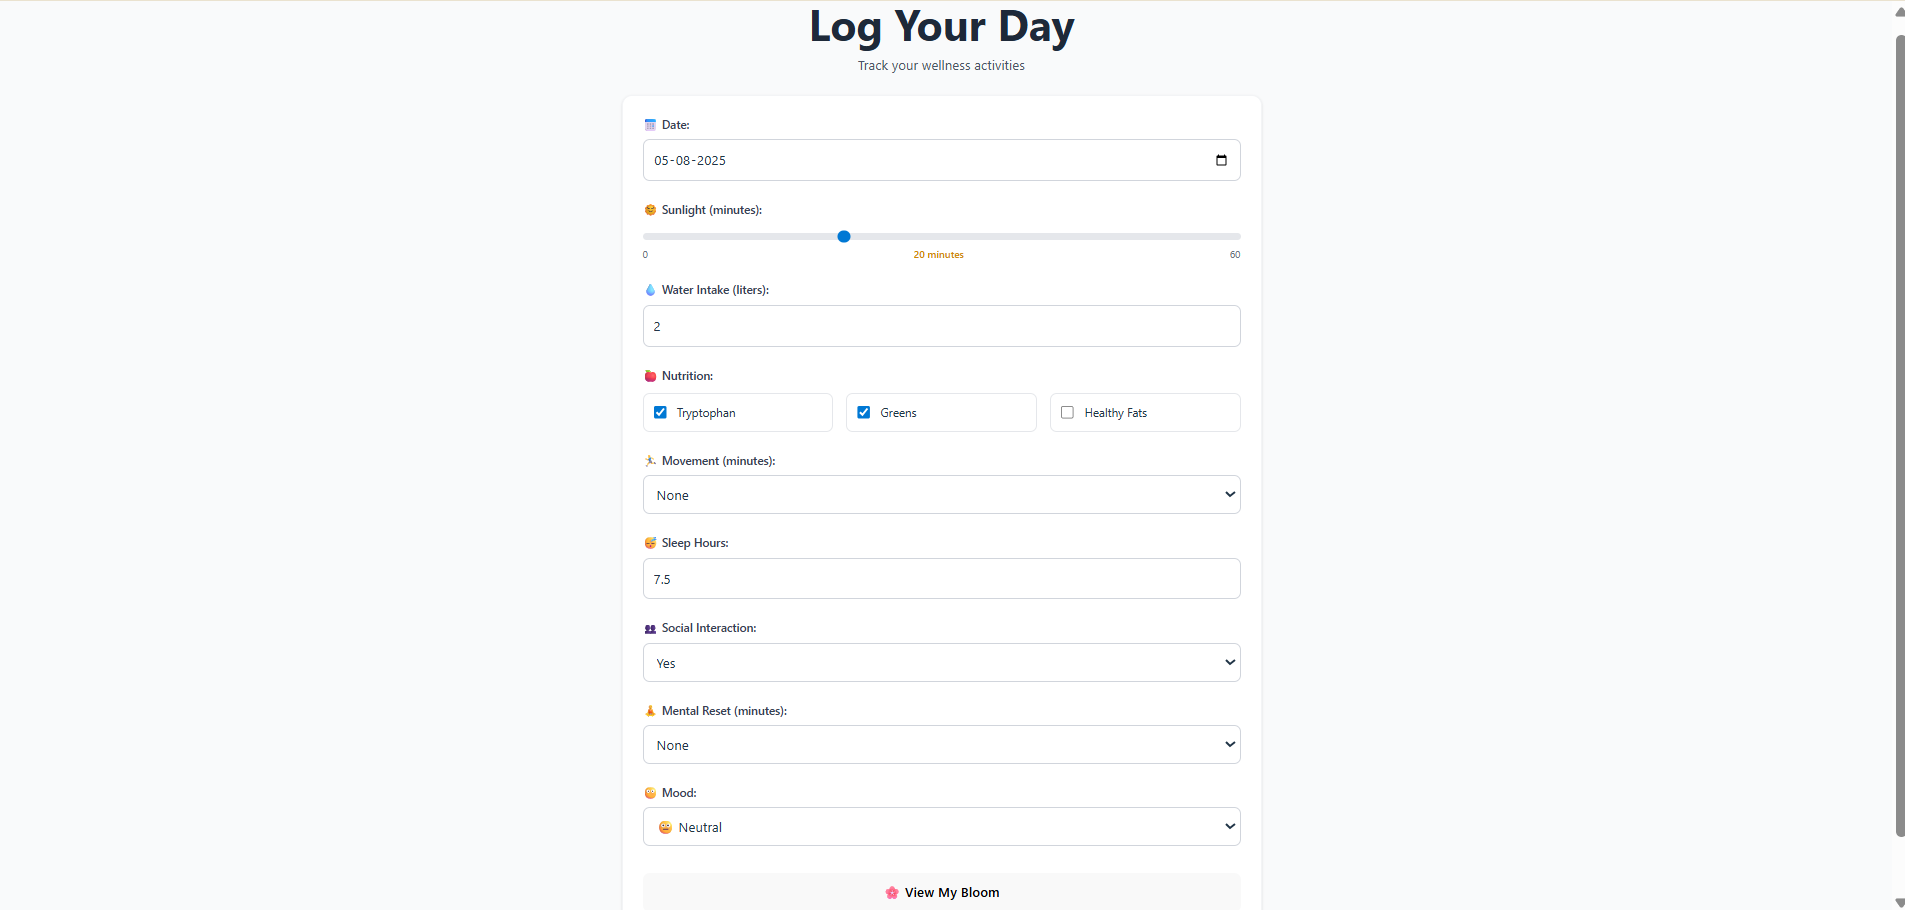 Log Your Day
Track your wellness activities
Date:
05-08-2025
Sunlight (minutes):
0 20 minutes 60
Water Intake (liters):
2
Nutrition:
Tryptophan Greens Healthy Fats
Movement (minutes):
None
Sleep Hours:
7.5
Social Interaction:
Yes
Mental Reset (minutes):
None
Mood:
Neutral
View My Bloom